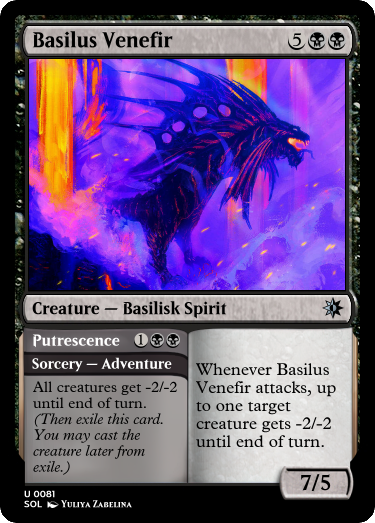 Basilus Venefir 5
Creature — Basilisk Spirit
Putrescence 1
Sorcery — Adventure
All creatures get -2/-2
until end of turn.
(Then exile this card.
You may cast the
creature later from
exile.)
Whenever Basilus
Venefir attacks, up
to one target
creature gets -2/-2
until end of turn.
7/5
U 0081
SOL Yuliya Zabelina